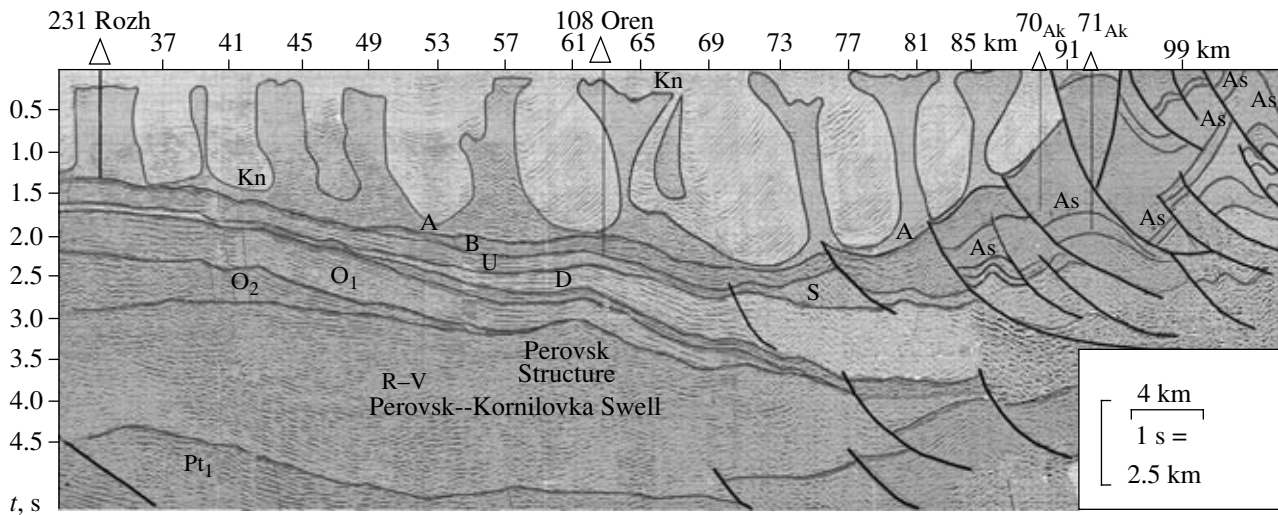 231 Rozh 108 Oren 70Ak 71Ak
37 41 45 49 53 57 61 65 69 73 77 81 85 km 91 99 km
Kn
As
As
0.5
As
As
1.0
Kn
1.5
As
A
A
As
2.0
B
As
U
2.5
O2
O1
D
S
3.0
Perovsk
3.5
Structure
R–V
4 km
4.0
Perovsk--Kornilovka Swell
1 s =
4.5
Pt1
2.5 km
t, s